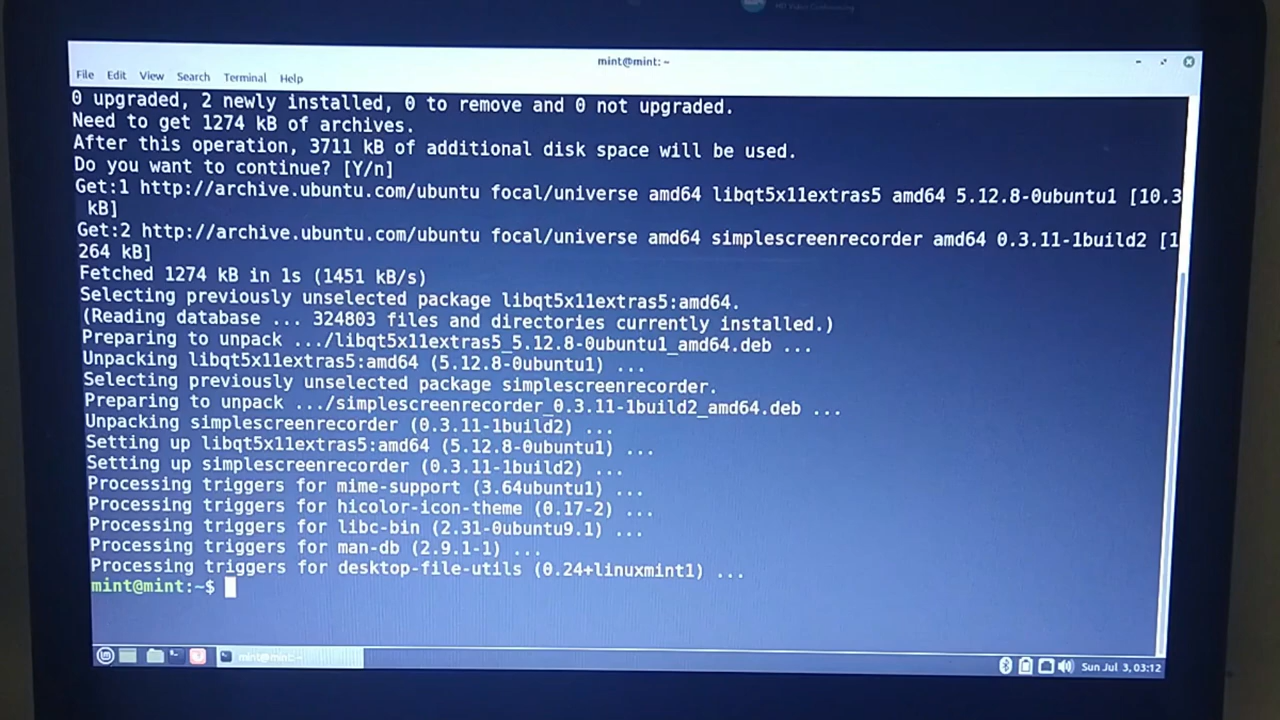 HD Video Conferencing
mint@mint: ~
File Edit View Search Terminal Help
0 upgraded, 2 newly installed, 0 to remove and 0 not upgraded.
Need to get 1274 kB of archives.
After this operation, 3711 kB of additional disk space will be used.
Do you want to continue? [Y/n]
Get:1 http://archive.ubuntu.com/ubuntu focal/universe amd64 libqt5x11extras5 amd64 5.12.8-0ubuntu1 [10.3
kB]
Get:2 http://archive.ubuntu.com/ubuntu focal/universe amd64 simplescreenrecorder amd64 0.3.11-1build2 [1
264 kB]
Fetched 1274 kB in 1s (1451 kB/s)
Selecting previously unselected package libqt5x11extras5:amd64.
(Reading database ... 324803 files and directories currently installed.)
Preparing to unpack .../libqt5x11extras5_5.12.8-0ubuntu1_amd64.deb ...
Unpacking libqt5x11extras5:amd64 (5.12.8-0ubuntu1) ...
Selecting previously unselected package simplescreenrecorder.
Preparing to unpack .../simplescreenrecorder_0.3.11-1build2_amd64.deb ...
Unpacking simplescreenrecorder (0.3.11-1build2) ...
Setting up libqt5x11extras5:amd64 (5.12.8-0ubuntu1) ...
Setting up simplescreenrecorder (0.3.11-1build2) ...
Processing triggers for mime-support (3.64ubuntu1) ...
Processing triggers for hicolor-icon-theme (0.17-2) ...
Processing triggers for libc-bin (2.31-0ubuntu9.1) ...
Processing triggers for man-db (2.9.1-1) ...
Processing triggers for desktop-file-utils (0.24+linuxmint1) ...
mint@mint:~$
mint@mint: ~
Sun Jul 3, 03:12